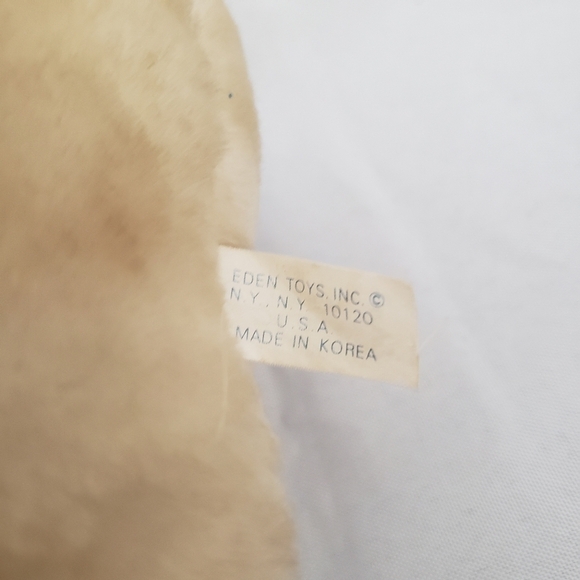 EDEN TOYS, INC. ©
N.Y., N.Y. 10120
U.S.A.
MADE IN KOREA